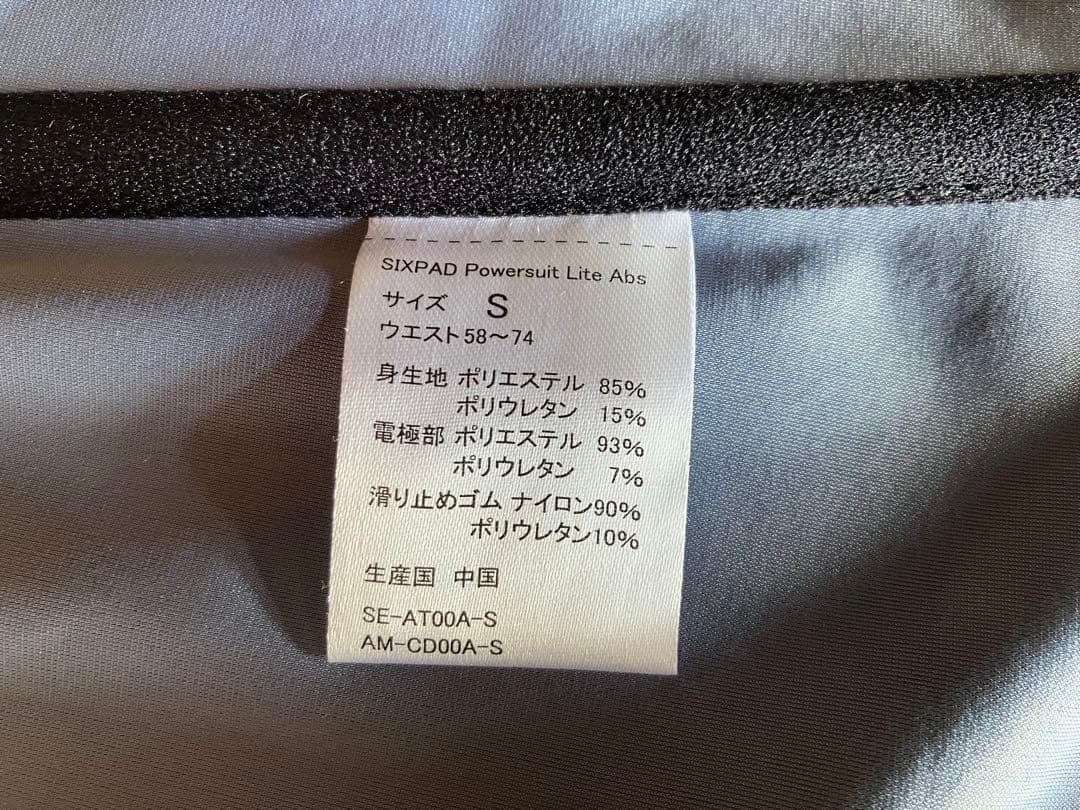 SIXPAD Powersuit Lite Abs
サイズ S
ウエスト58～74
身生地 ポリエステル 85%
ポリウレタン 15%
電極部 ポリエステル 93%
ポリウレタン 7%
滑り止めゴム ナイロン90%
ポリウレタン10%
生産国 中国
SE-AT00A-S
AM-CD00A-S